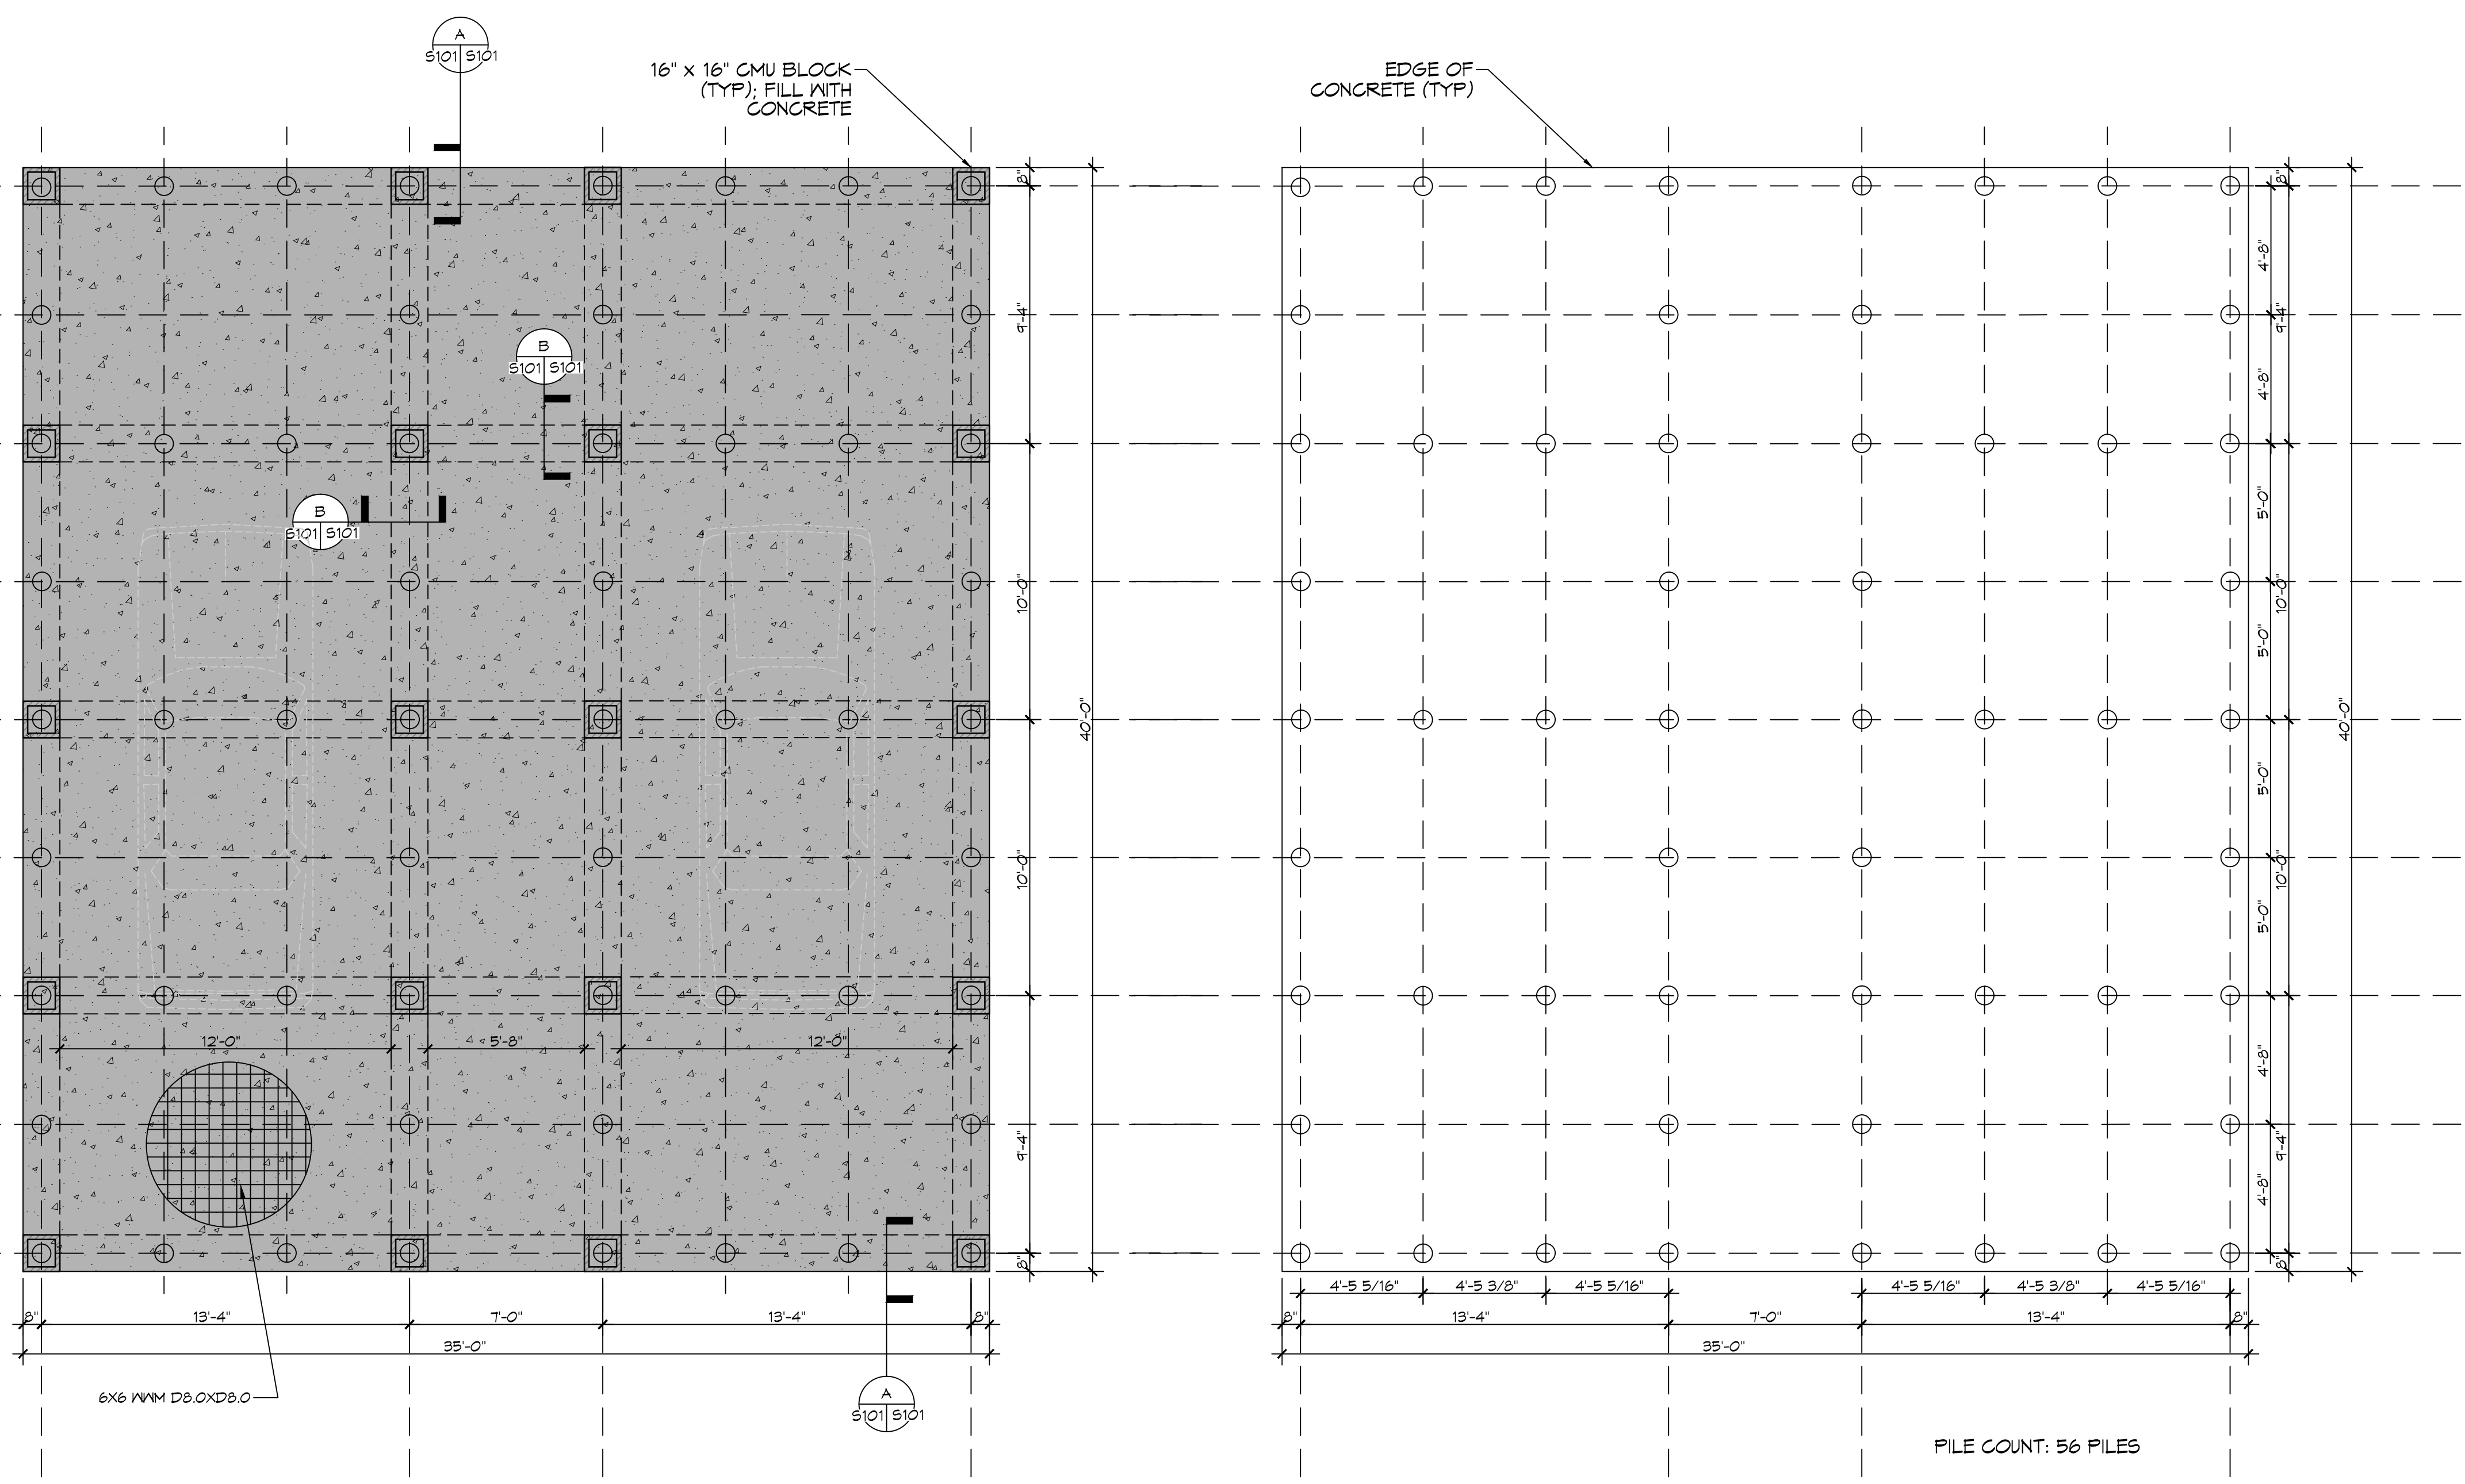 A
S101 S101
16" X 16" CMU BLOCK
(TYP); FILL WITH
CONCRETE
EDGE OF
CONCRETE (TYP)
8"
9'-4"
10'-0"
10'-0"
9'-4"
8"
40'-0"
B
S101 S101
B
S101 S101
12'-0"
5'-8"
12'-0"
8"
13'-4"
7'-0"
13'-4"
8"
35'-0"
6X6 WWM D8.0XD8.0
A
S101 S101
8"
4'-8"
9'-4"
4'-8"
5'-0"
10'-0"
5'-0"
5'-0"
10'-0"
5'-0"
4'-8"
9'-4"
4'-8"
8"
40'-0"
4'-5 5/16"
4'-5 3/8"
4'-5 5/16"
4'-5 5/16"
4'-5 3/8"
4'-5 5/16"
8"
13'-4"
7'-0"
13'-4"
8"
35'-0"
PILE COUNT: 56 PILES